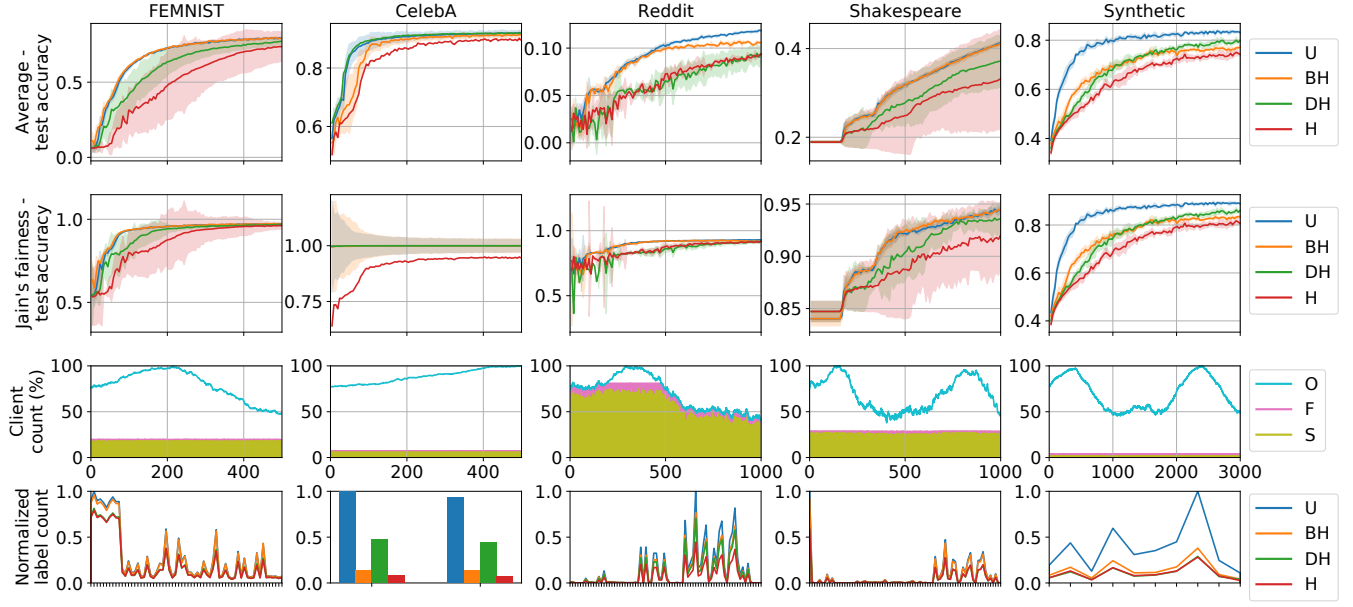 FEMNIST CelebA Reddit Shakespeare Synthetic
Average - test accuracy
0.5
0.0
0.8
0.6
0.10
0.05
0.00
0.4
0.2
0.8
0.6
0.4
U
BH
DH
H
Jain's fairness - test accuracy
1.0
0.5
1.00
0.75
1.0
0.5
0.95
0.90
0.85
0.8
0.6
0.4
U
BH
DH
H
Client count (%)
100
50
0
0 200 400
100
50
0
0 200 400
100
50
0
0 500 1000
100
50
0
0 500 1000
100
50
0
0 1000 2000 3000
O
F
S
Normalized label count
1.0
0.5
0.0
1.0
0.5
0.0
1.0
0.5
0.0
1.0
0.5
0.0
1.0
0.5
0.0
U
BH
DH
H